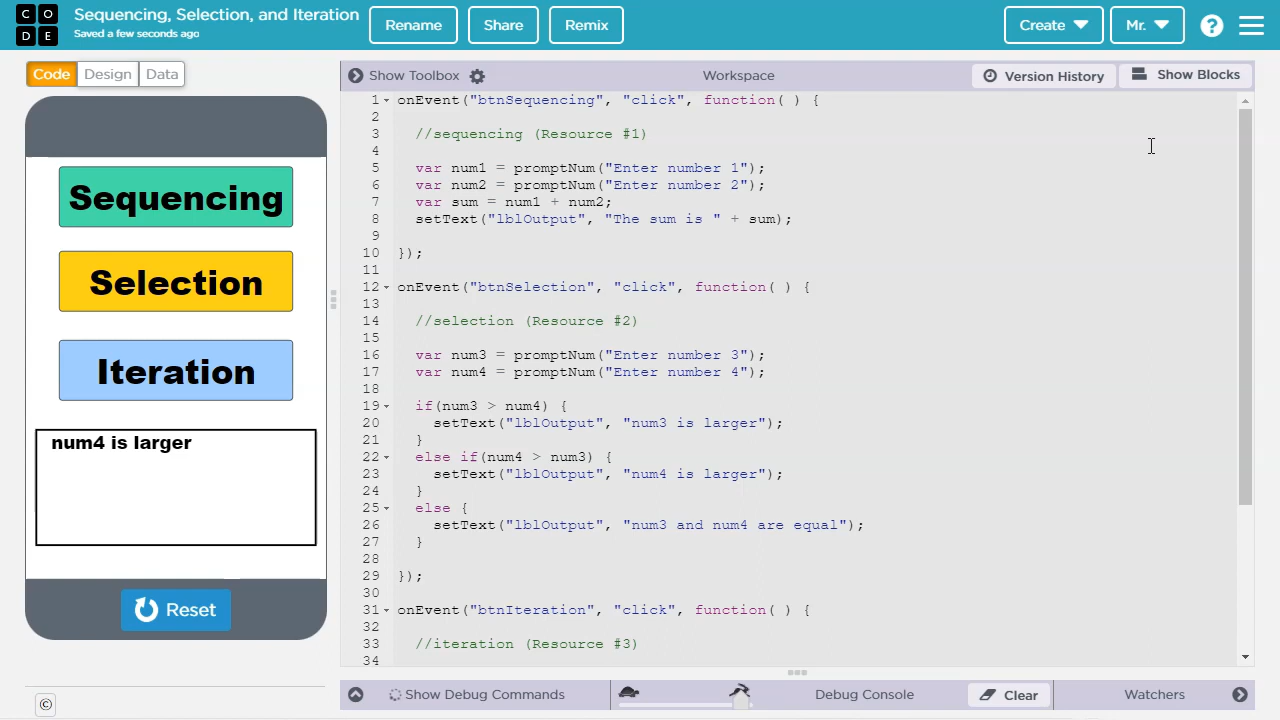 CODE
Sequencing, Selection, and Iteration
Saved a few seconds ago
Rename
Share
Remix
Create
Mr.
?
Code
Design
Data
Show Toolbox
Workspace
Version History
Show Blocks
Sequencing
Selection
Iteration
num4 is larger
Reset
©
1 onEvent("btnSequencing", "click", function( ) {
2
3 //sequencing (Resource #1)
4
5 var num1 = promptNum("Enter number 1");
6 var num2 = promptNum("Enter number 2");
7 var sum = num1 + num2;
8 setText("lblOutput", "The sum is " + sum);
9
10 });
11
12 onEvent("btnSelection", "click", function( ) {
13
14 //selection (Resource #2)
15
16 var num3 = promptNum("Enter number 3");
17 var num4 = promptNum("Enter number 4");
18
19 if(num3 > num4) {
20 setText("lblOutput", "num3 is larger");
21 }
22 else if(num4 > num3) {
23 setText("lblOutput", "num4 is larger");
24 }
25 else {
26 setText("lblOutput", "num3 and num4 are equal");
27 }
28
29 });
30
31 onEvent("btnIteration", "click", function( ) {
32
33 //iteration (Resource #3)
34
Show Debug Commands
Debug Console
Clear
Watchers